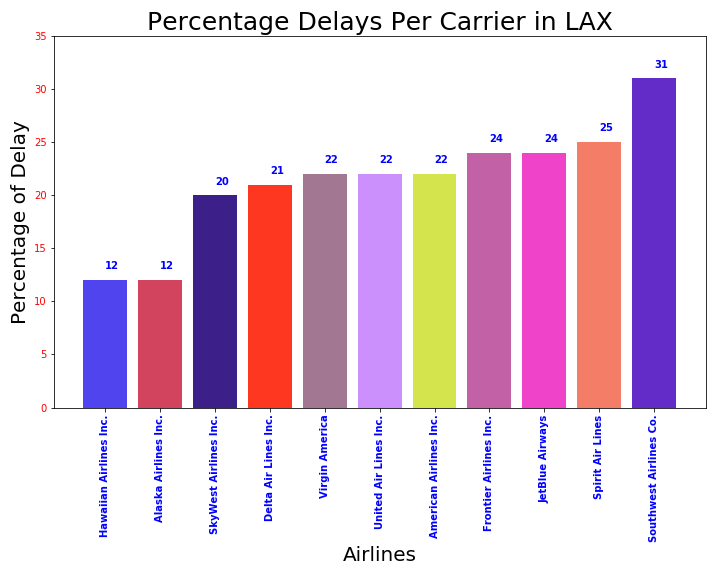 Percentage Delays Per Carrier in LAX
Percentage of Delay
35
30
25
20
15
10
5
0
12
12
20
21
22
22
22
24
24
25
31
Hawaiian Airlines Inc.
Alaska Airlines Inc.
SkyWest Airlines Inc.
Delta Air Lines Inc.
Virgin America
United Air Lines Inc.
American Airlines Inc.
Frontier Airlines Inc.
JetBlue Airways
Spirit Air Lines
Southwest Airlines Co.
Airlines